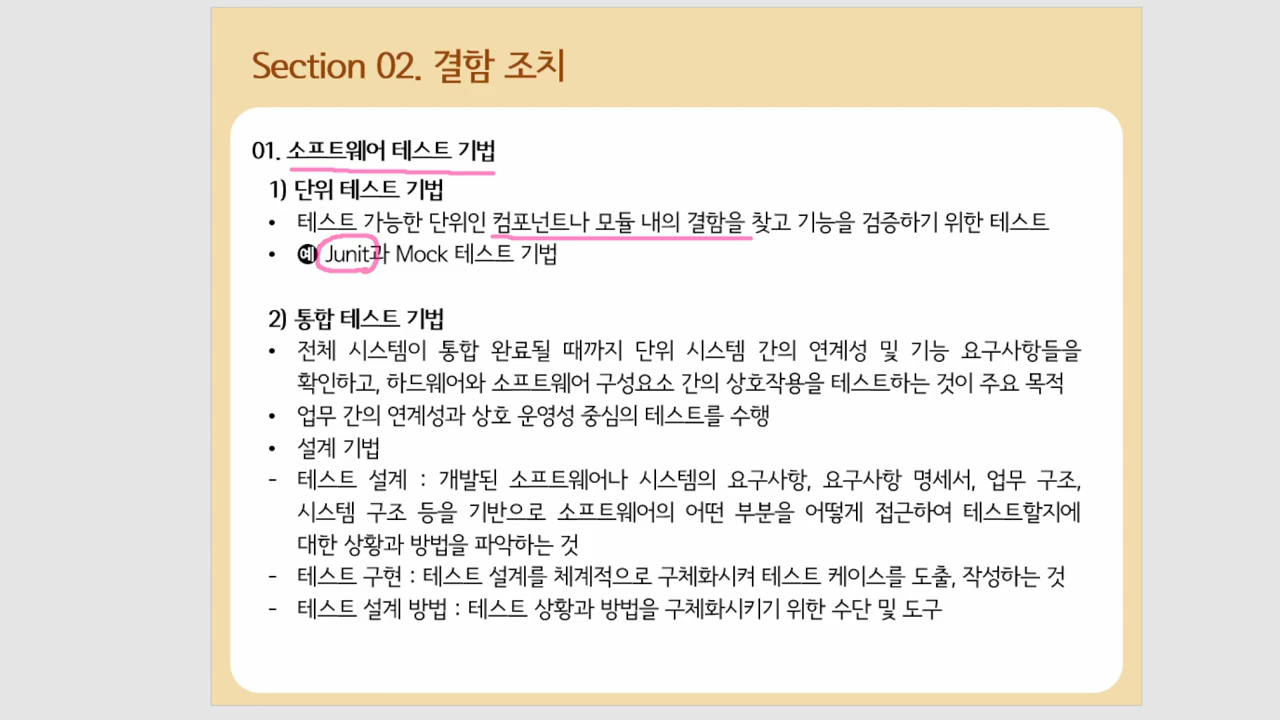 Section 02. 결함 조치
01. 소프트웨어 테스트 기법
1) 단위 테스트 기법
• 테스트 가능한 단위인 컴포넌트나 모듈 내의 결함을 찾고 기능을 검증하기 위한 테스트
• 예 Junit과 Mock 테스트 기법
2) 통합 테스트 기법
• 전체 시스템이 통합 완료될 때까지 단위 시스템 간의 연계성 및 기능 요구사항들을
확인하고, 하드웨어와 소프트웨어 구성요소 간의 상호작용을 테스트하는 것이 주요 목적
• 업무 간의 연계성과 상호 운영성 중심의 테스트를 수행
• 설계 기법
- 테스트 설계 : 개발된 소프트웨어나 시스템의 요구사항, 요구사항 명세서, 업무 구조,
시스템 구조 등을 기반으로 소프트웨어의 어떤 부분을 어떻게 접근하여 테스트할지에
대한 상황과 방법을 파악하는 것
- 테스트 구현 : 테스트 설계를 체계적으로 구체화시켜 테스트 케이스를 도출, 작성하는 것
- 테스트 설계 방법 : 테스트 상황과 방법을 구체화시키기 위한 수단 및 도구